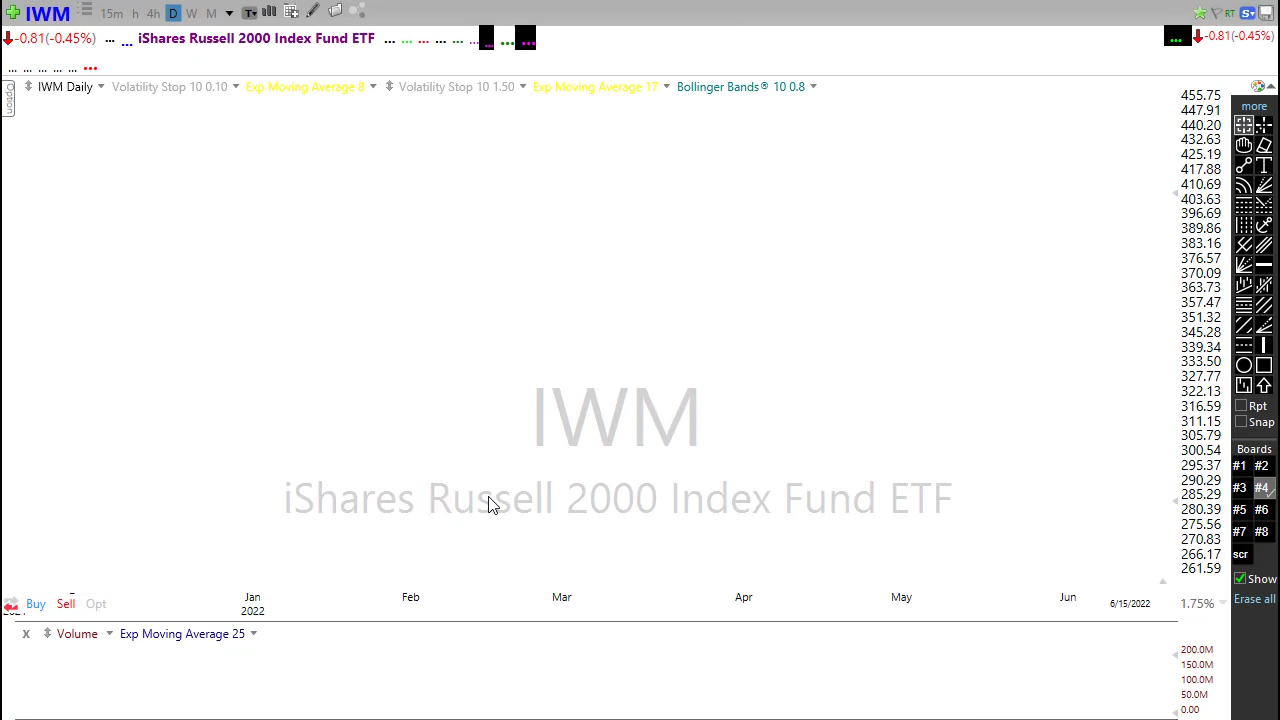 IWM 15m h 4h D W M T RT S
-0.81(-0.45%) ... ... iShares Russell 2000 Index Fund ETF ... ... ... ... ... ... ... ... ... ... -0.81(-0.45%)
... ... ... ... ... ...
Option IWM Daily Volatility Stop 10 0.10 Exp Moving Average 8 Volatility Stop 10 1.50 Exp Moving Average 17 Bollinger Bands® 10 0.8
455.75
447.91
440.20
432.63
425.19
417.88
410.69
403.63
396.69
389.86
383.16
376.57
370.09
363.73
357.47
351.32
345.28
339.34
333.50
327.77
322.13
316.59
311.15
305.79
300.54
295.37
290.29
285.29
280.39
275.56
270.83
266.17
261.59
more
Rpt
Snap
IWM
iShares Russell 2000 Index Fund ETF
Boards
#1 #2
#3 #4
#5 #6
#7 #8
scr
Show
Erase all
Jan Feb Mar Apr May Jun
2022
6/15/2022 1.75%
Buy Sell Opt
x Volume Exp Moving Average 25
200.0M
150.0M
100.0M
50.0M
0.00